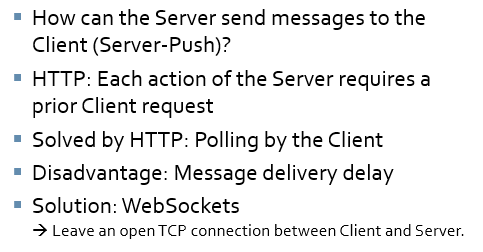 How can the Server send messages to the
Client (Server-Push)?
HTTP: Each action of the Server requires a
prior Client request
Solved by HTTP: Polling by the Client
Disadvantage: Message delivery delay
Solution: WebSockets
→ Leave an open TCP connection between Client and Server.